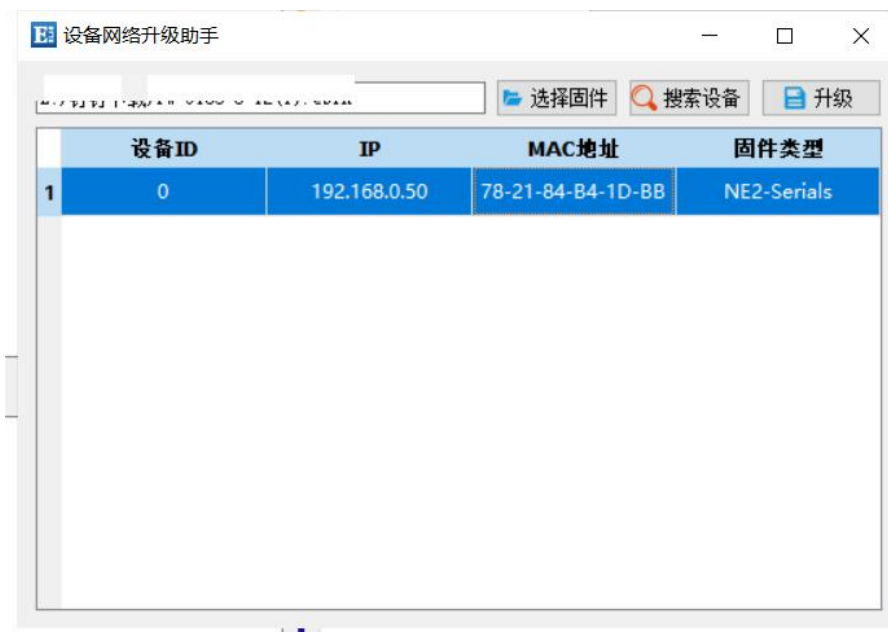 设备网络升级助手
选择固件 搜索设备 升级
设备ID IP MAC地址 固件类型
1 0 192.168.0.50 78-21-84-B4-1D-BB NE2-Serials